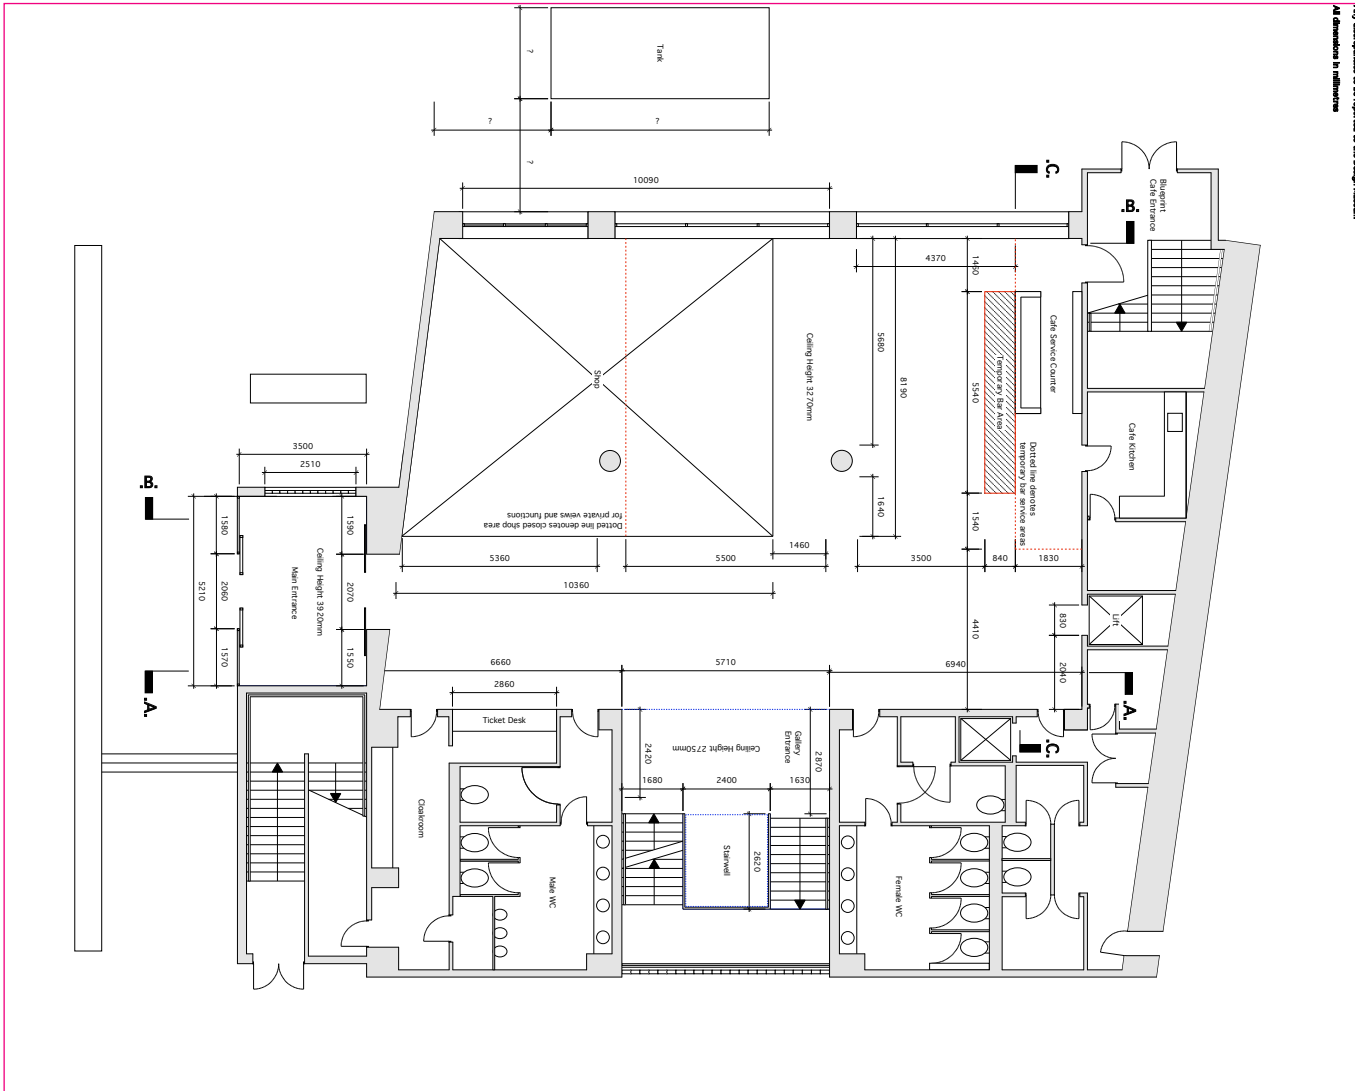 All dimensions in millimetres
Tank
?
?
?
?
10090
.C.
.B.
Blueprint
Cafe Entrance
4370
1450
5680
8190
Ceiling Height 3270mm
Cafe Service Counter
Temporary Bar Area
5540
Shop
Cafe Kitchen
Dotted line denotes
temporary bar service areas
3500
2510
.B.
1640
1540
Dotted line denotes closed shop area
for private veiws and functions
1580
1590
5360
5500
1460
3500
840
1830
10360
Ceiling Height 3920mm
Main Entrance
5210
2060
2070
Lift
830
4410
1570
1550
6660
5710
6940
2040
.A.
.A.
2860
Ticket Desk
2420
Ceiling Height 2750mm
Gallery
Entrance
2870
.C.
1680
2400
1630
Cloakroom
Stairwell
2620
Male WC
Female WC